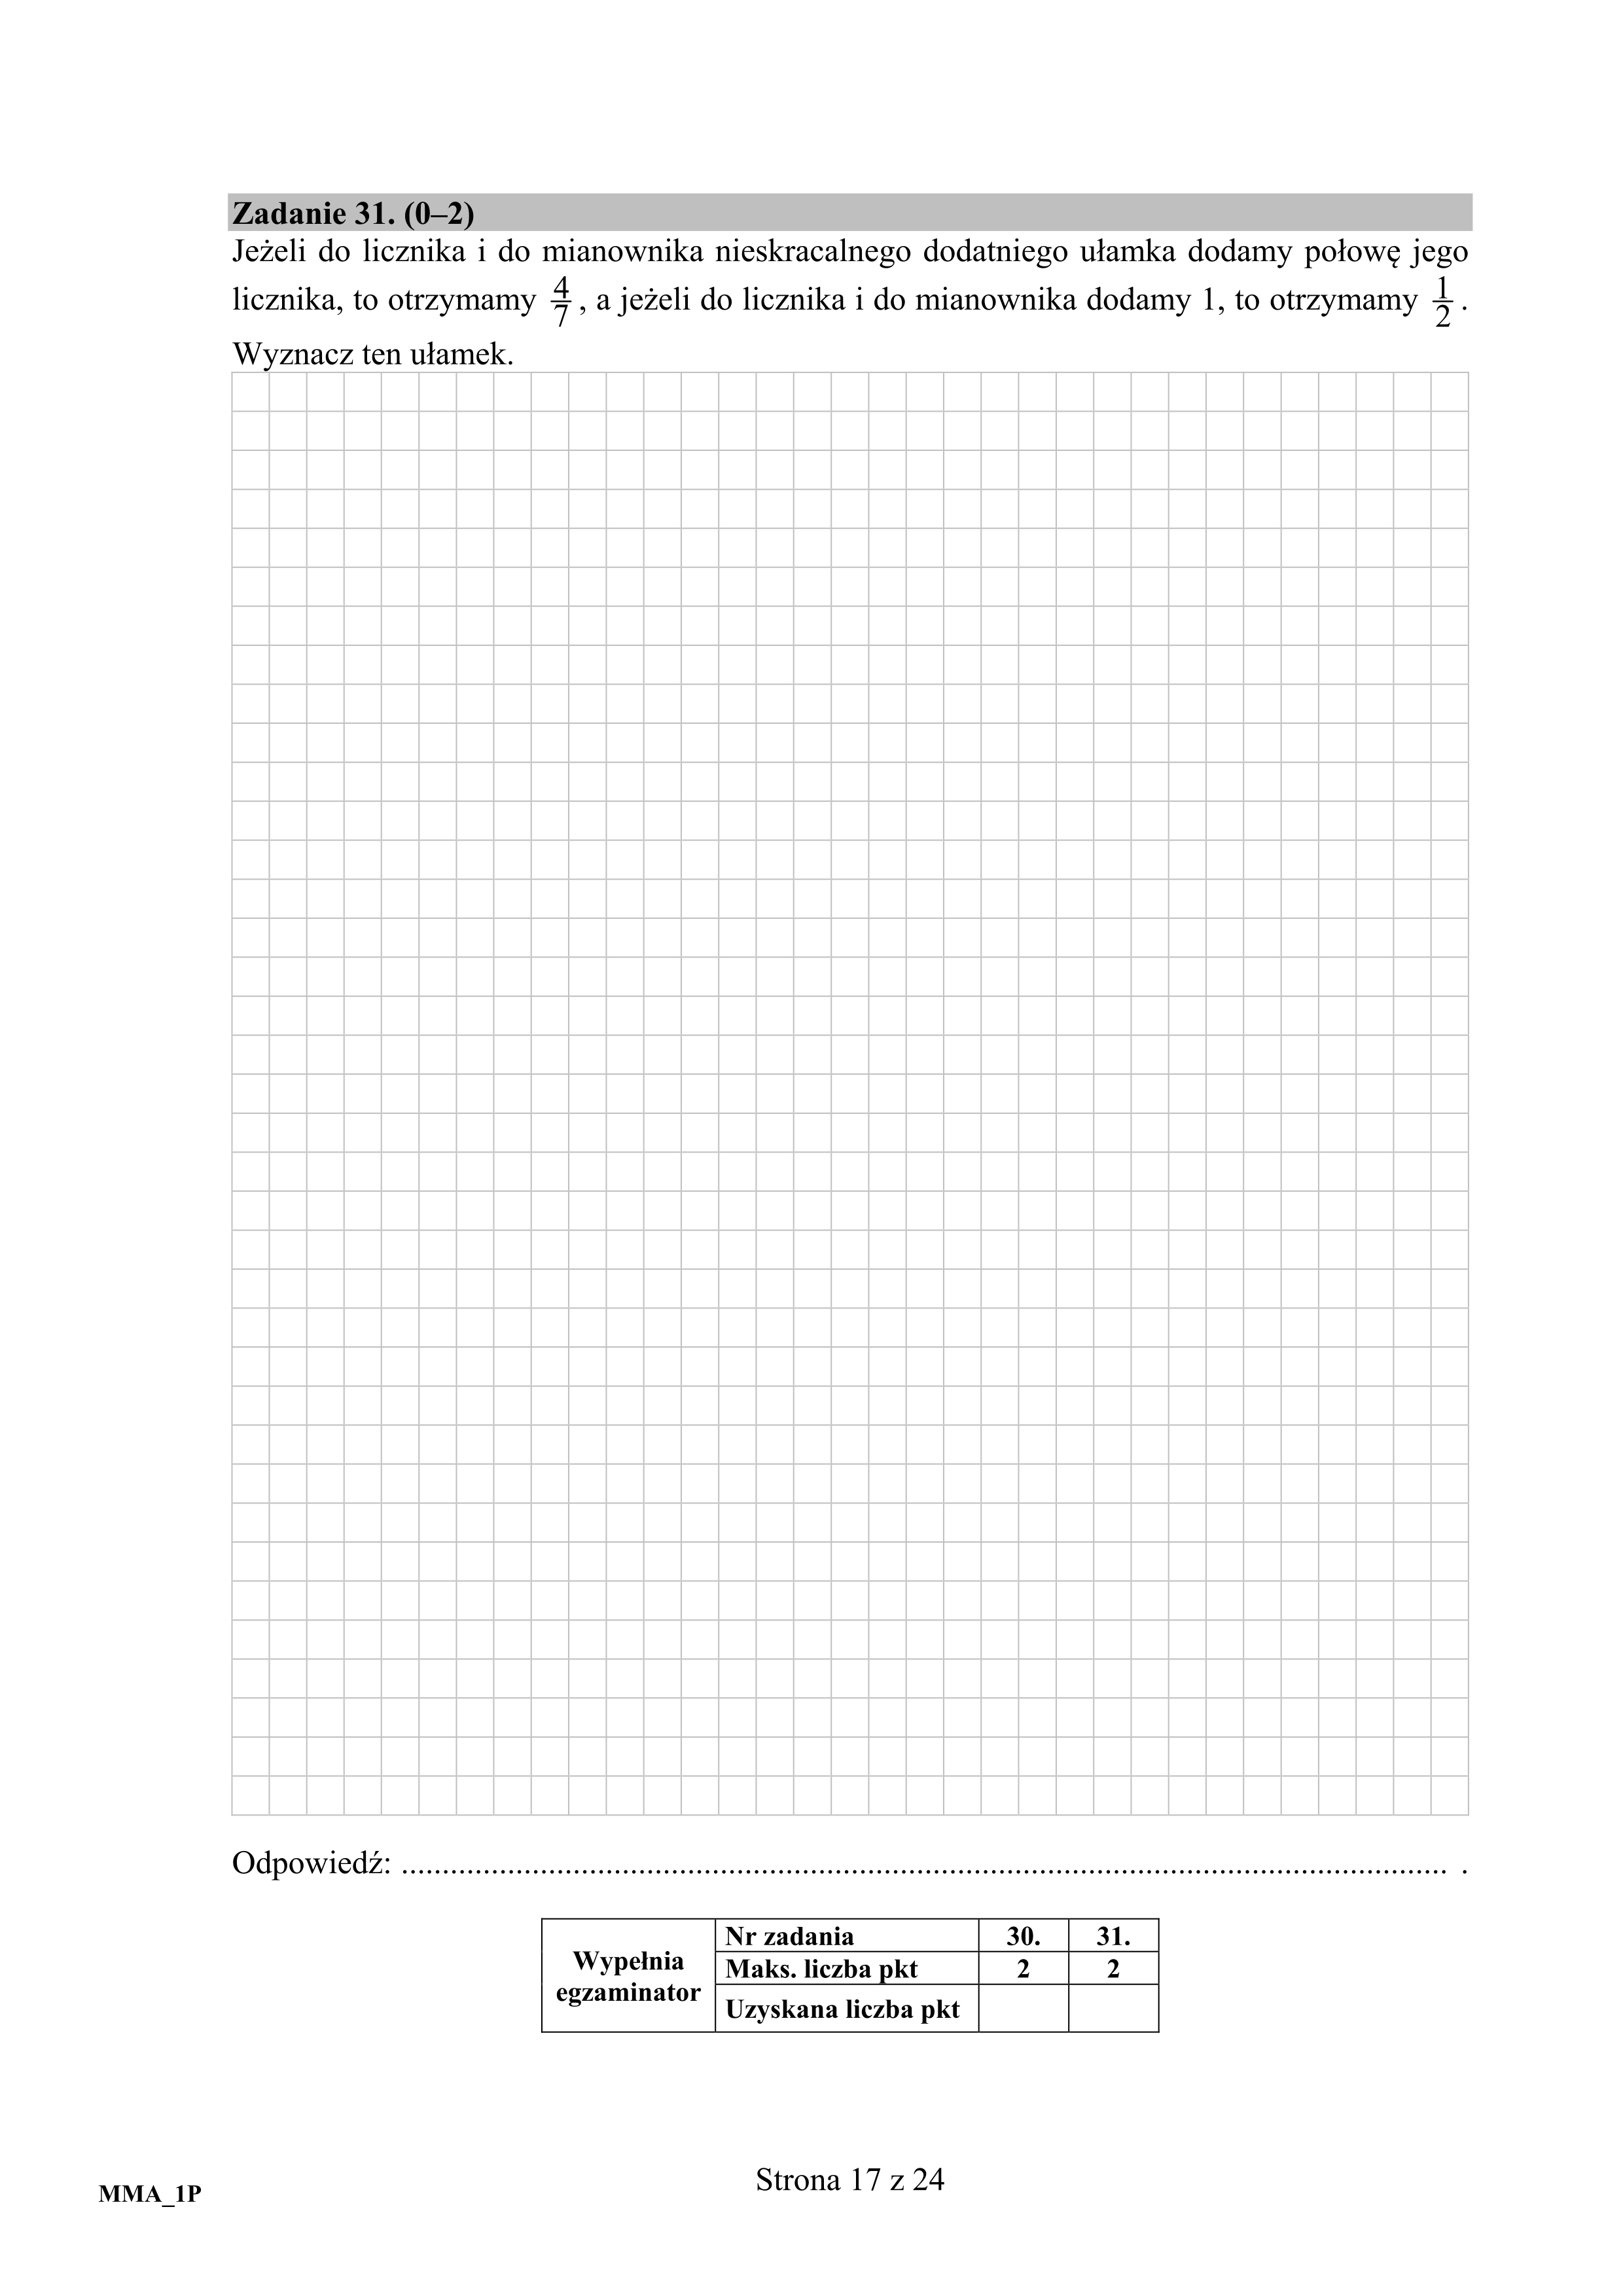 Zadanie 31. (0–2)
Jeżeli do licznika i do mianownika nieskracalnego dodatniego ułamka dodamy połowę jego
licznika, to otrzymamy 4/7, a jeżeli do licznika i do mianownika dodamy 1, to otrzymamy 1/2.
Wyznacz ten ułamek.
Odpowiedź: .................................................................................................................................. .
Wypełnia egzaminator
Nr zadania 30. 31.
Maks. liczba pkt 2 2
Uzyskana liczba pkt
Strona 17 z 24
MMA_1P